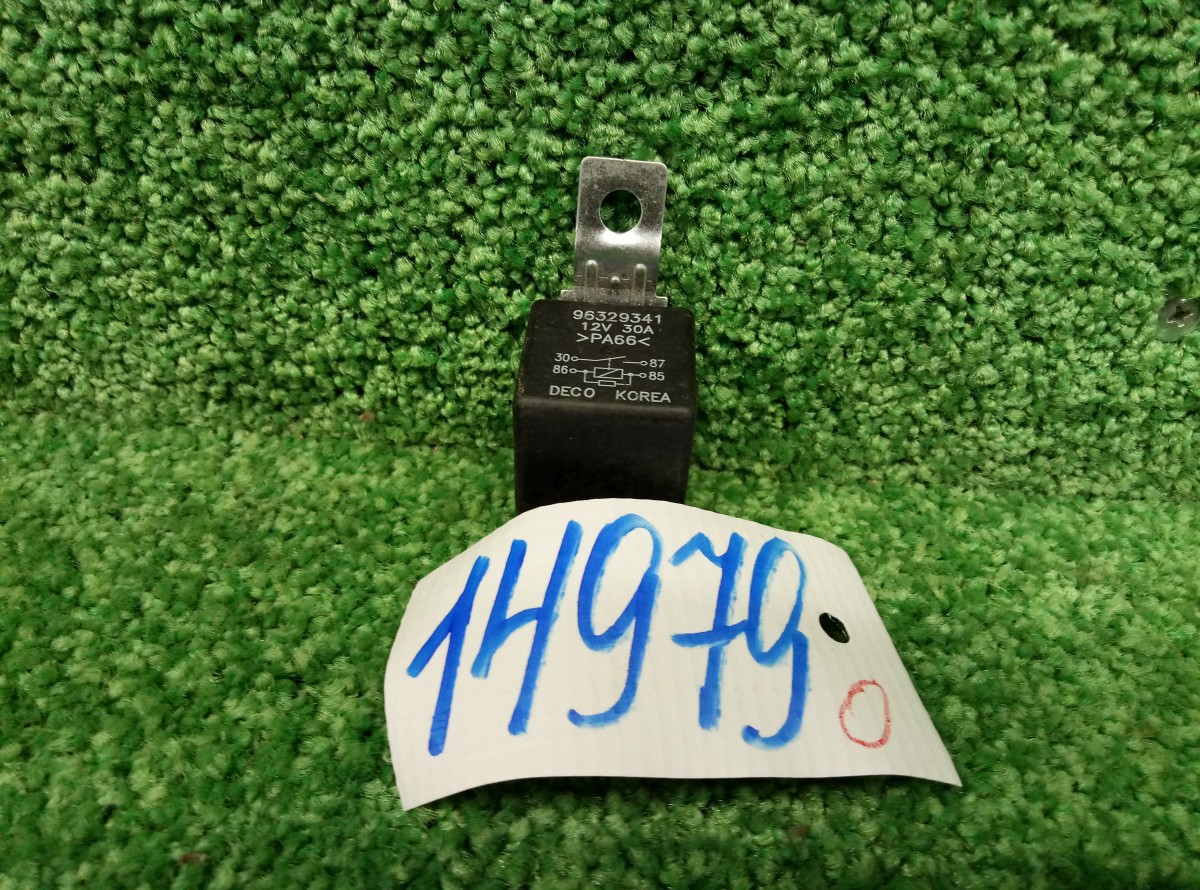 96329341
12V 30A
>PA66<
30 87
86 85
DECO KOREA
14979
O